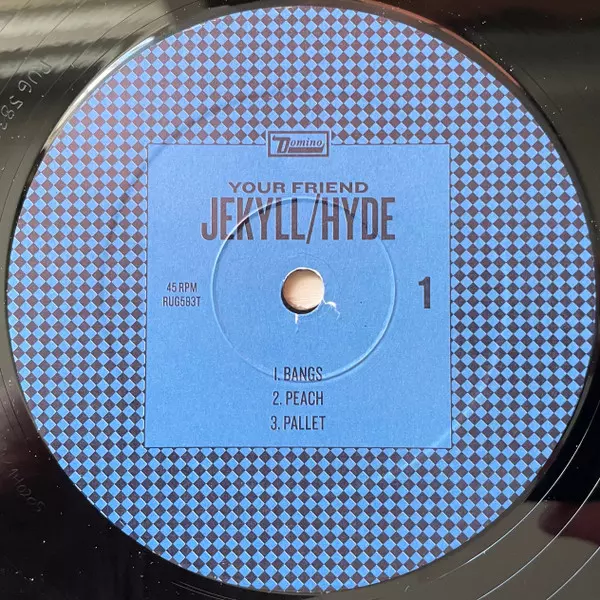 Domino
YOUR FRIEND
JEKYLL/HYDE
45 RPM
RUG583T
1
1. BANGS
2. PEACH
3. PALLET